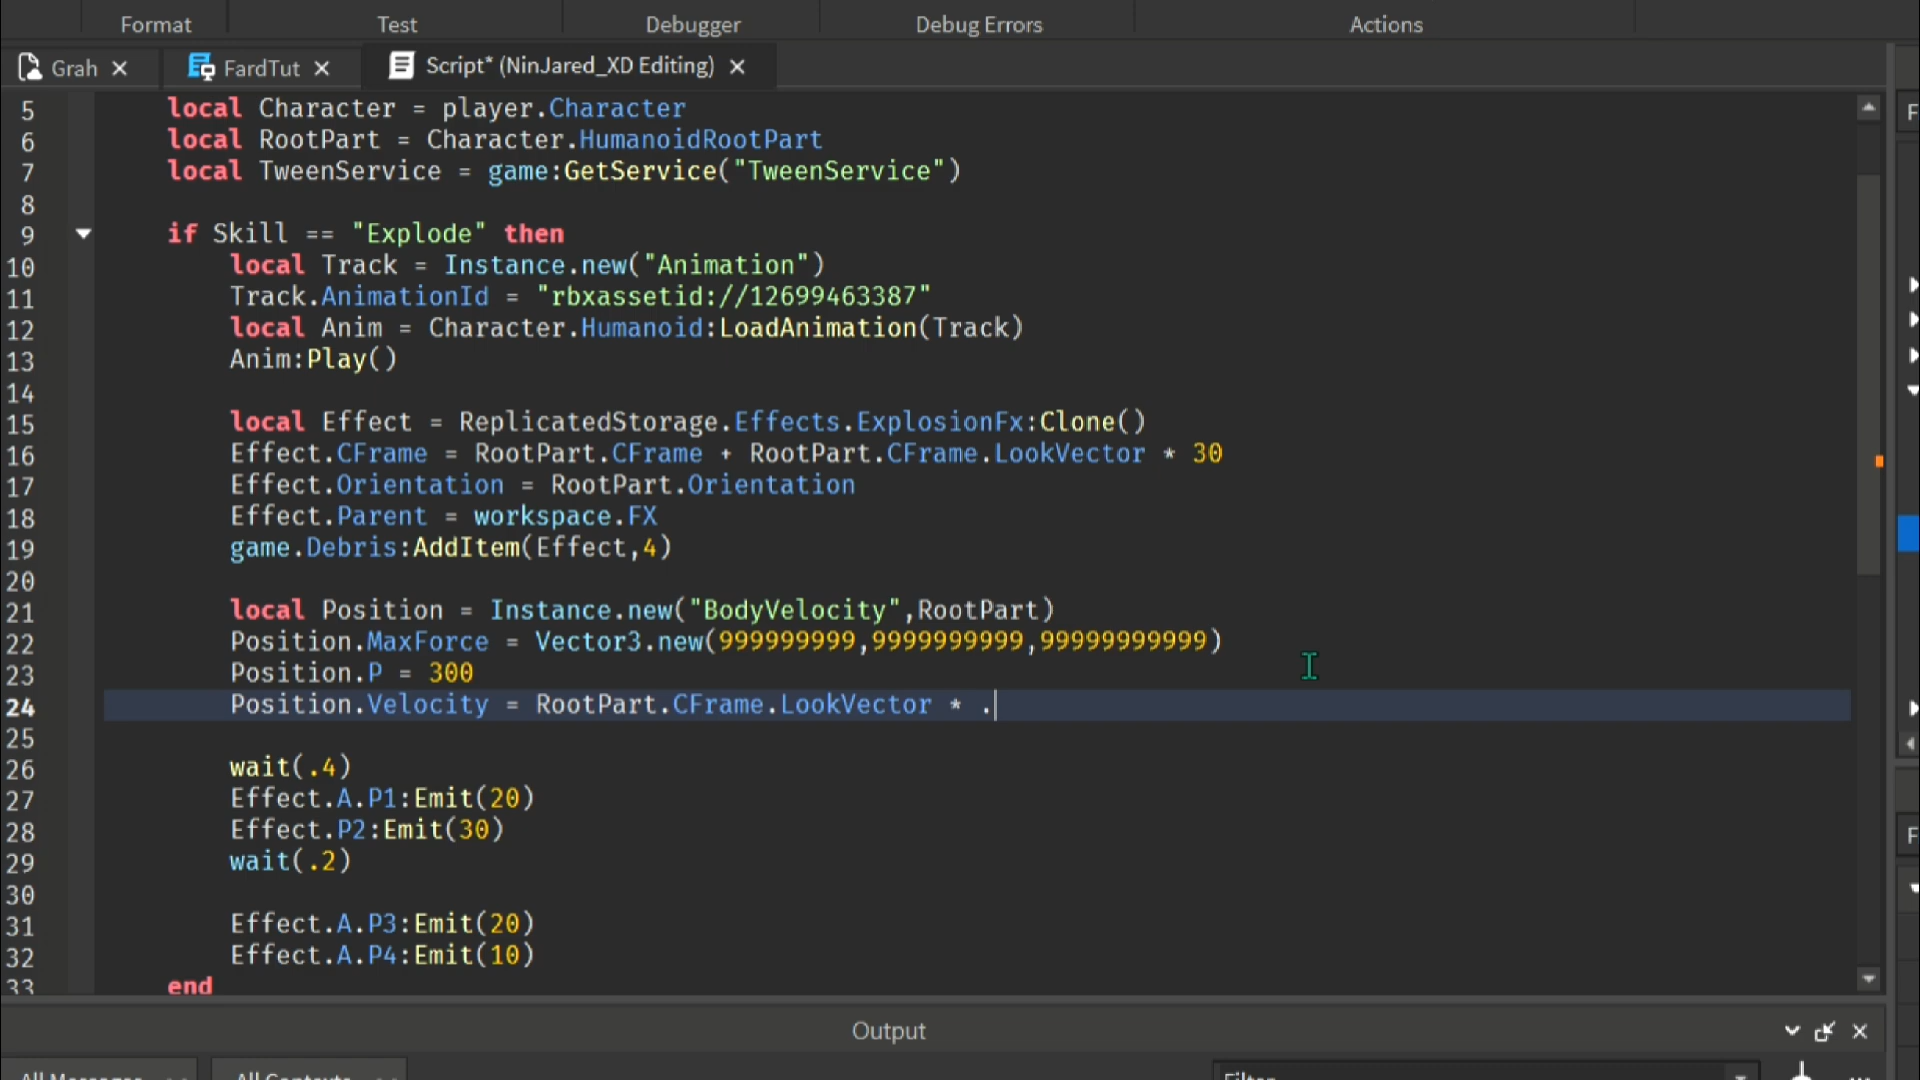 Format Test Debugger Debug Errors Actions
Grah FardTut Script* (NinJared_XD Editing)
5 local Character = player.Character
6 local RootPart = Character.HumanoidRootPart
7 local TweenService = game:GetService("TweenService")
8
9 if Skill == "Explode" then
10 local Track = Instance.new("Animation")
11 Track.AnimationId = "rbxassetid://12699463387"
12 local Anim = Character.Humanoid:LoadAnimation(Track)
13 Anim:Play()
14
15 local Effect = ReplicatedStorage.Effects.ExplosionFx:Clone()
16 Effect.CFrame = RootPart.CFrame + RootPart.CFrame.LookVector * 30
17 Effect.Orientation = RootPart.Orientation
18 Effect.Parent = workspace.FX
19 game.Debris:AddItem(Effect,4)
20
21 local Position = Instance.new("BodyVelocity",RootPart)
22 Position.MaxForce = Vector3.new(999999999,9999999999,99999999999)
23 Position.P = 300
24 Position.Velocity = RootPart.CFrame.LookVector * .
25
26 wait(.4)
27 Effect.A.P1:Emit(20)
28 Effect.P2:Emit(30)
29 wait(.2)
30
31 Effect.A.P3:Emit(20)
32 Effect.A.P4:Emit(10)
33 end
Output
All Messages All Contexts Filter